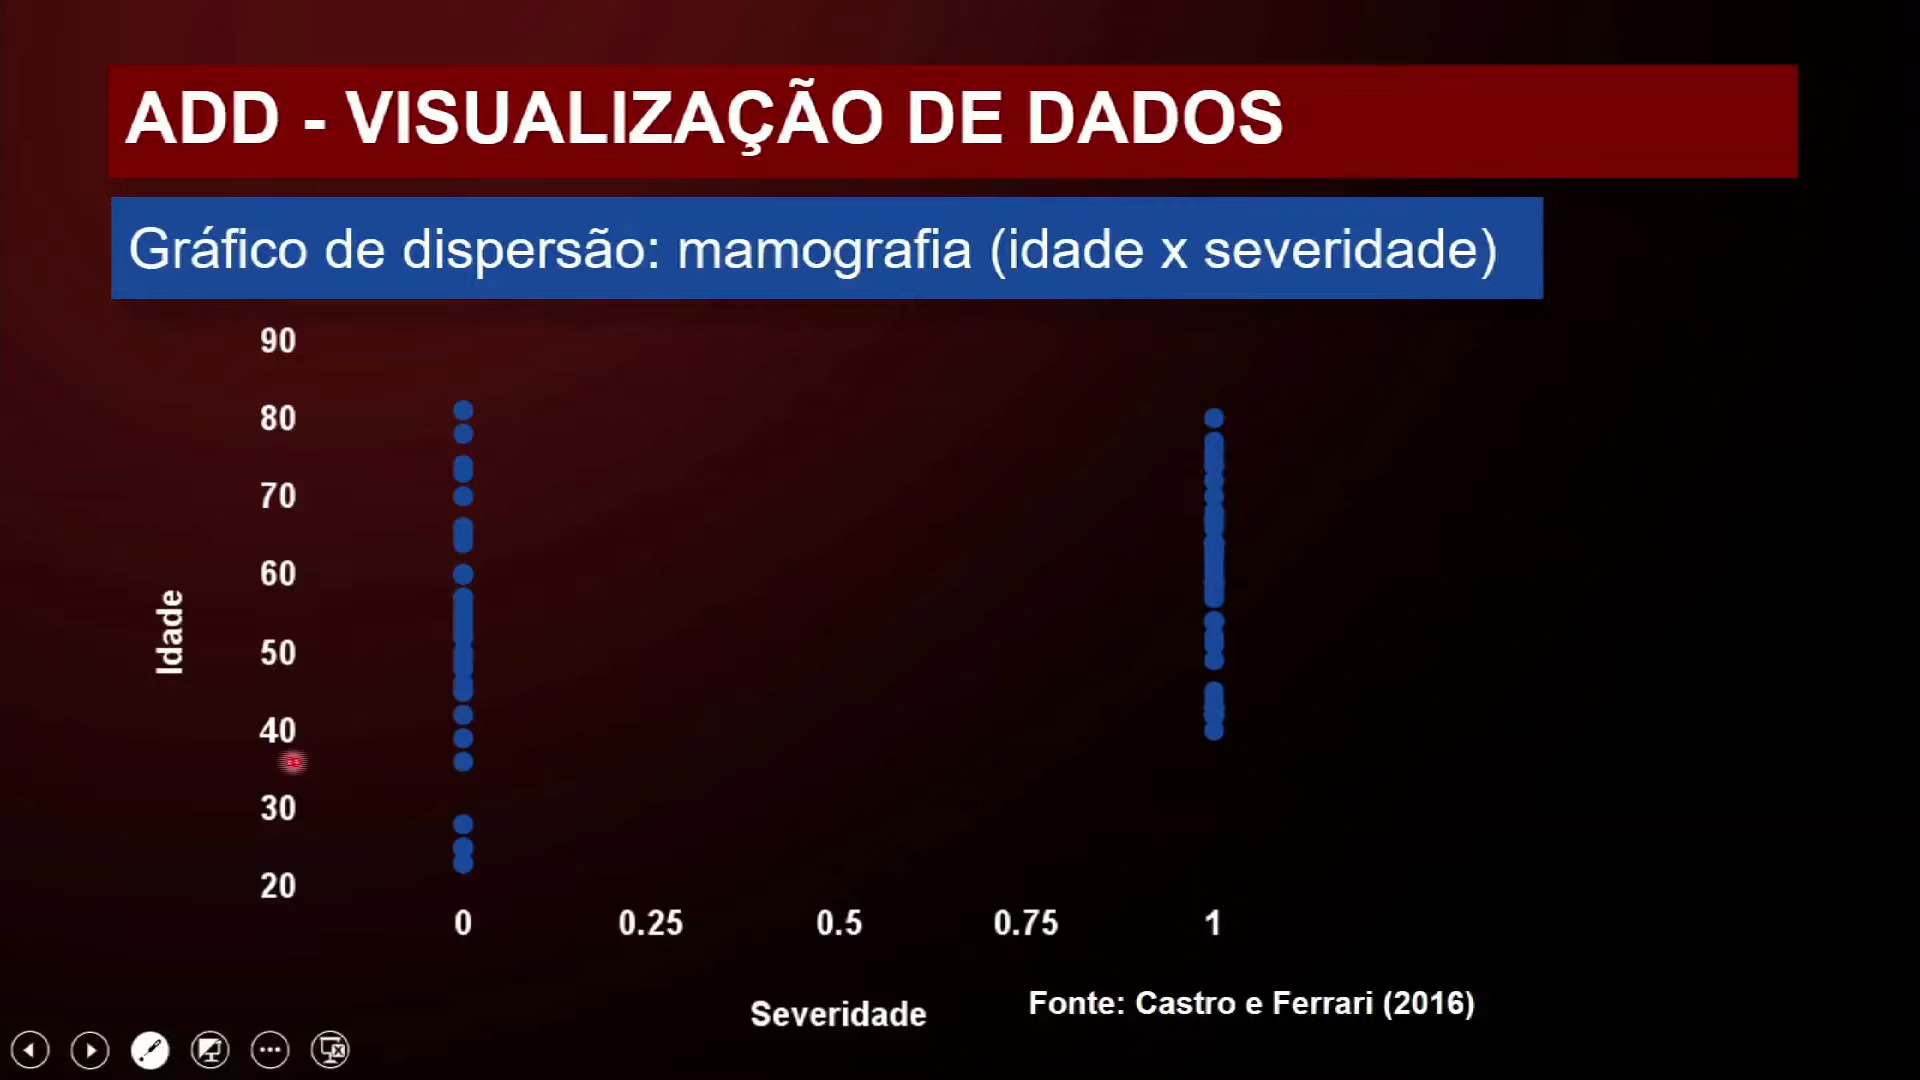 ADD - VISUALIZAÇÃO DE DADOS
Gráfico de dispersão: mamografia (idade x severidade)
90
80
70
60
50
40
30
20
Idade
0 0.25 0.5 0.75 1
Severidade
Fonte: Castro e Ferrari (2016)